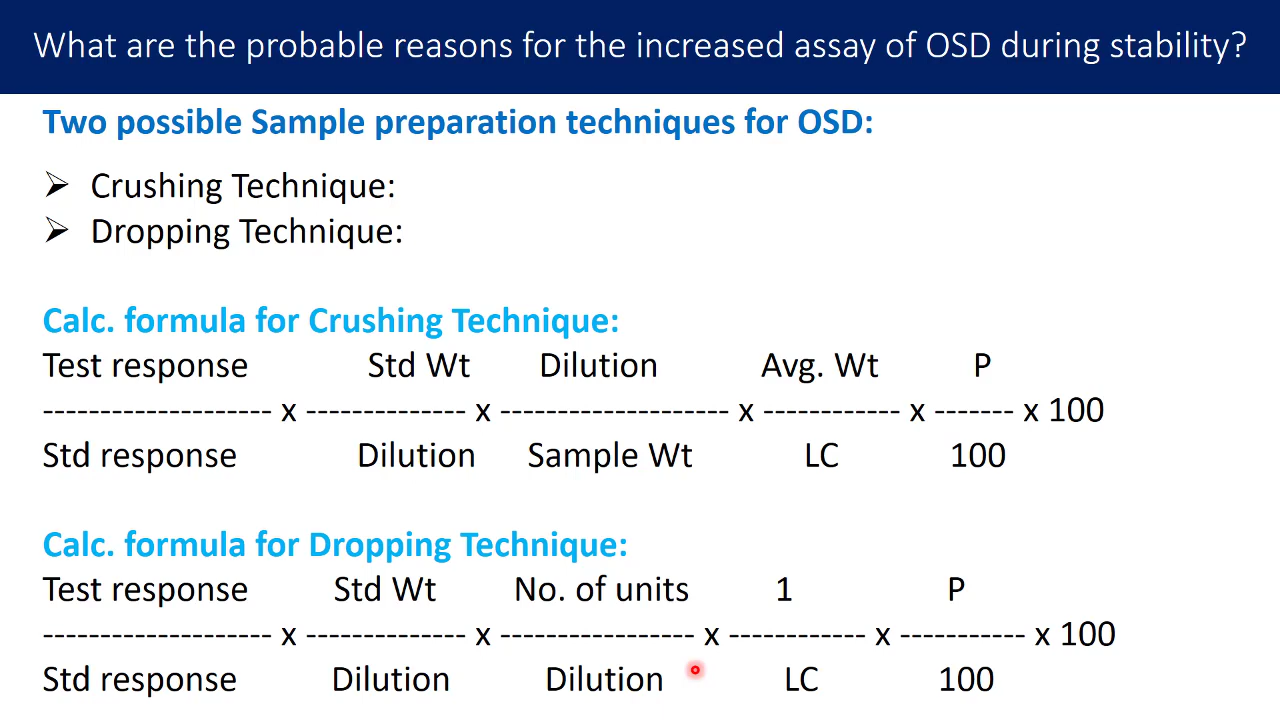 What are the probable reasons for the increased assay of OSD during stability?
Two possible Sample preparation techniques for OSD:
➢ Crushing Technique:
➢ Dropping Technique:
Calc. formula for Crushing Technique:
Test response Std Wt Dilution Avg. Wt P
-------------------- x -------------- x -------------------- x ------------ x ------- x 100
Std response Dilution Sample Wt LC 100
Calc. formula for Dropping Technique:
Test response Std Wt No. of units 1 P
-------------------- x -------------- x ----------------- x ------------ x ----------- x 100
Std response Dilution Dilution LC 100